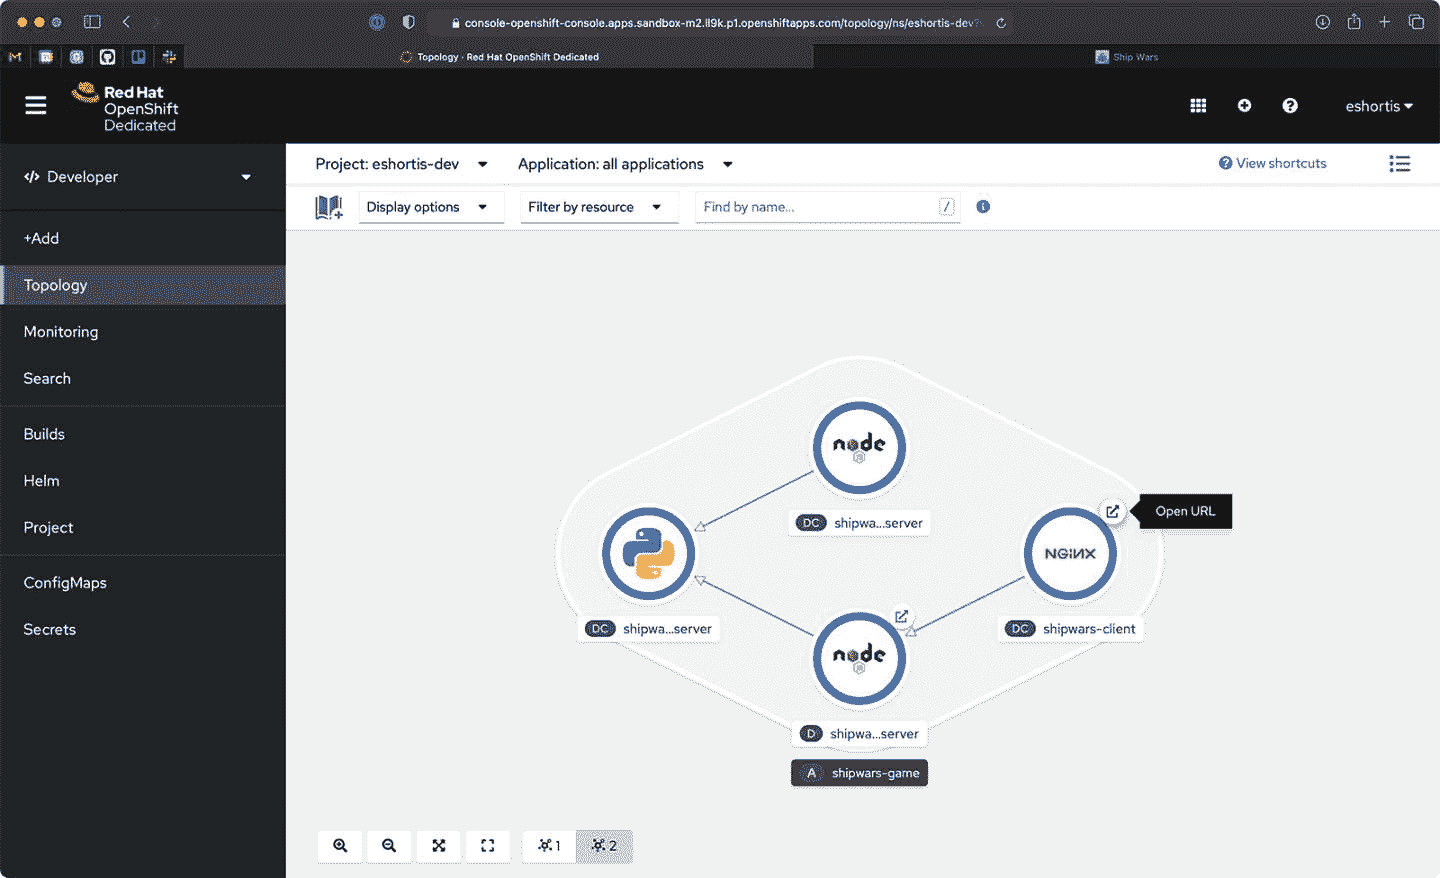 console-openshift-console.apps.sandbox-m2.ll9k.p1.openshiftapps.com/topology/ns/eshortis-dev?
Topology · Red Hat OpenShift Dedicated
Ship Wars
Red Hat
OpenShift
Dedicated
eshortis
Developer
+Add
Topology
Monitoring
Search
Builds
Helm
Project
ConfigMaps
Secrets
Project: eshortis-dev
Application: all applications
View shortcuts
Display options
Filter by resource
Find by name...
/
node
DC shipwa...server
Open URL
NGINX
DC shipwa...server
DC shipwars-client
node
D shipwa...server
A shipwars-game
1
2